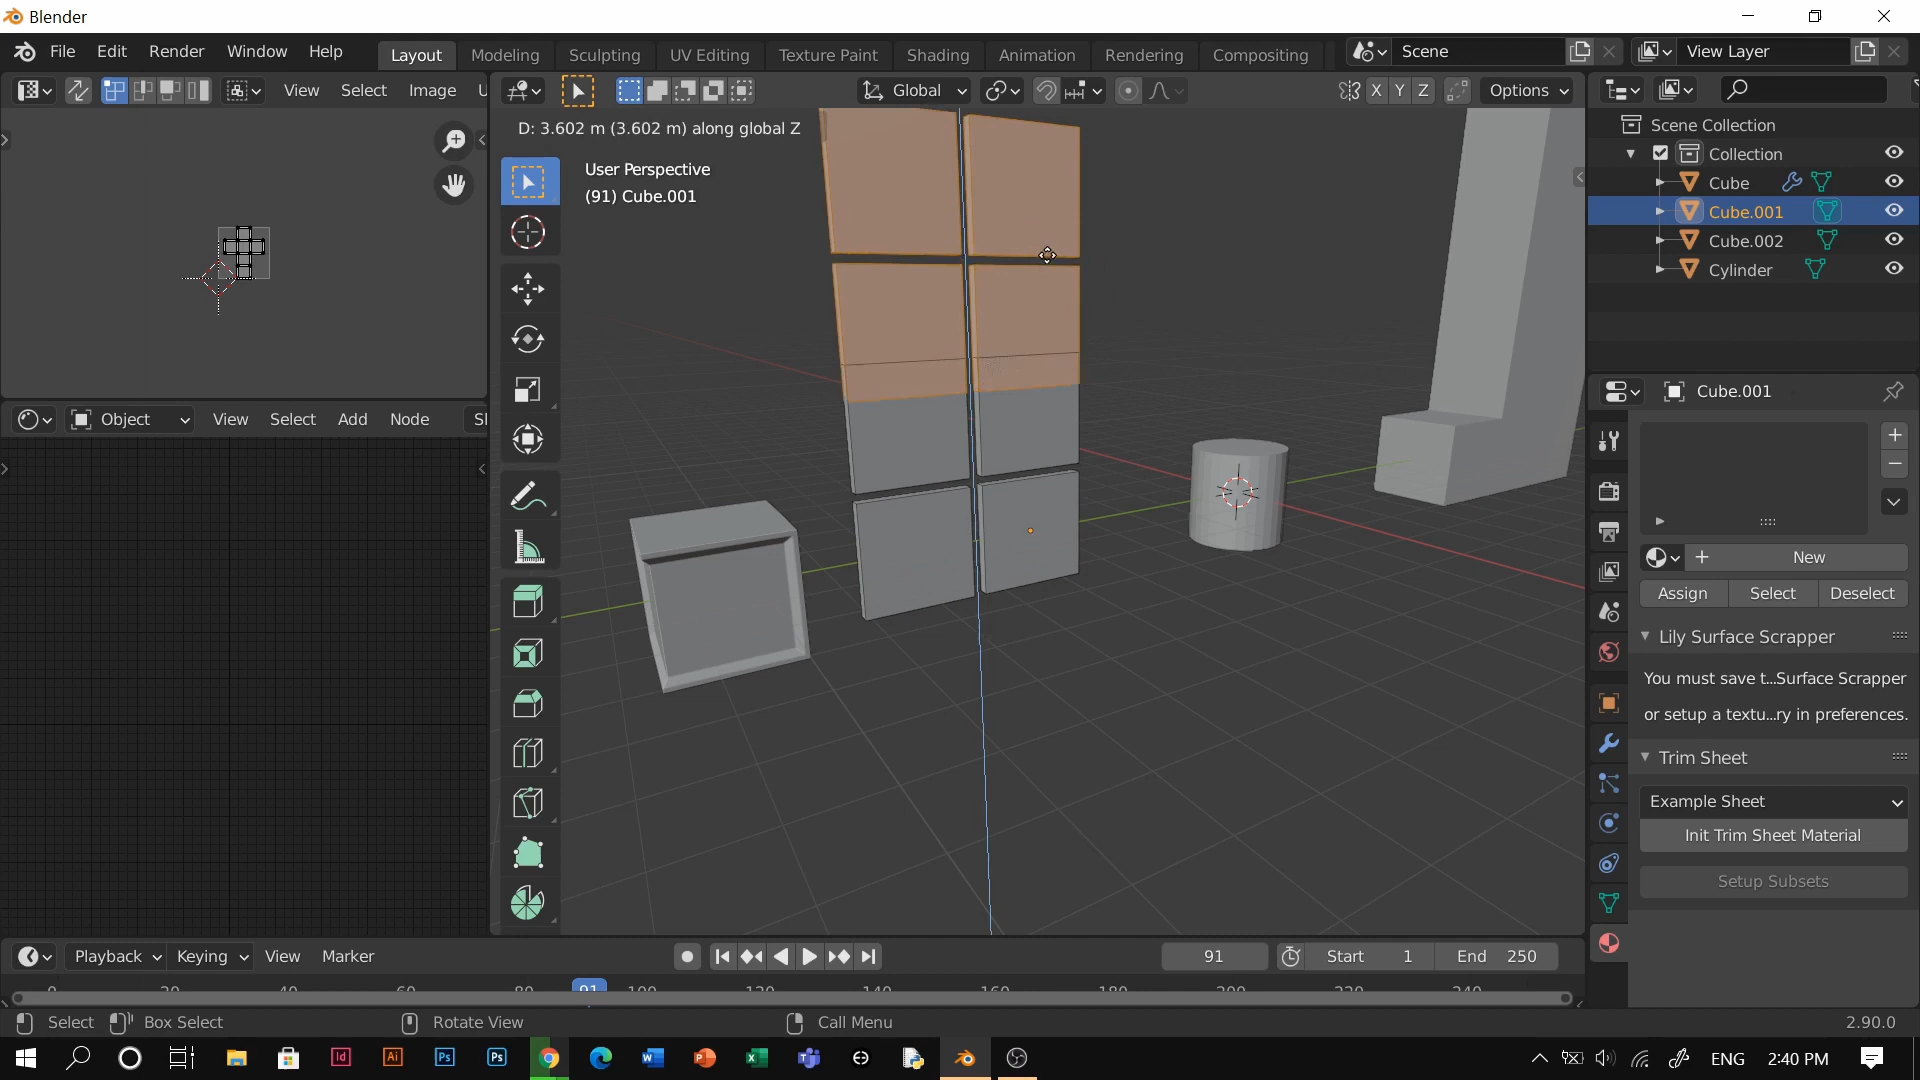 Blender
File Edit Render Window Help
Layout Modeling Sculpting UV Editing Texture Paint Shading Animation Rendering Compositing
Scene
View Layer
View Select Image U
Global
X Y Z
Options
D: 3.602 m (3.602 m) along global Z
User Perspective
(91) Cube.001
Scene Collection
Collection
Cube
Cube.001
Cube.002
Cylinder
Object View Select Add Node Sl
Cube.001
New
Assign Select Deselect
Lily Surface Scrapper
You must save t...Surface Scrapper
or setup a textu...ry in preferences.
Trim Sheet
Example Sheet
Init Trim Sheet Material
Setup Subsets
Playback Keying View Marker
91
Start 1
End 250
0 20 40 60 80 91 100 120 140 160 180 200 220 240
Select Box Select Rotate View Call Menu
2.90.0
Id Ai Ps Ps
ENG 2:40 PM